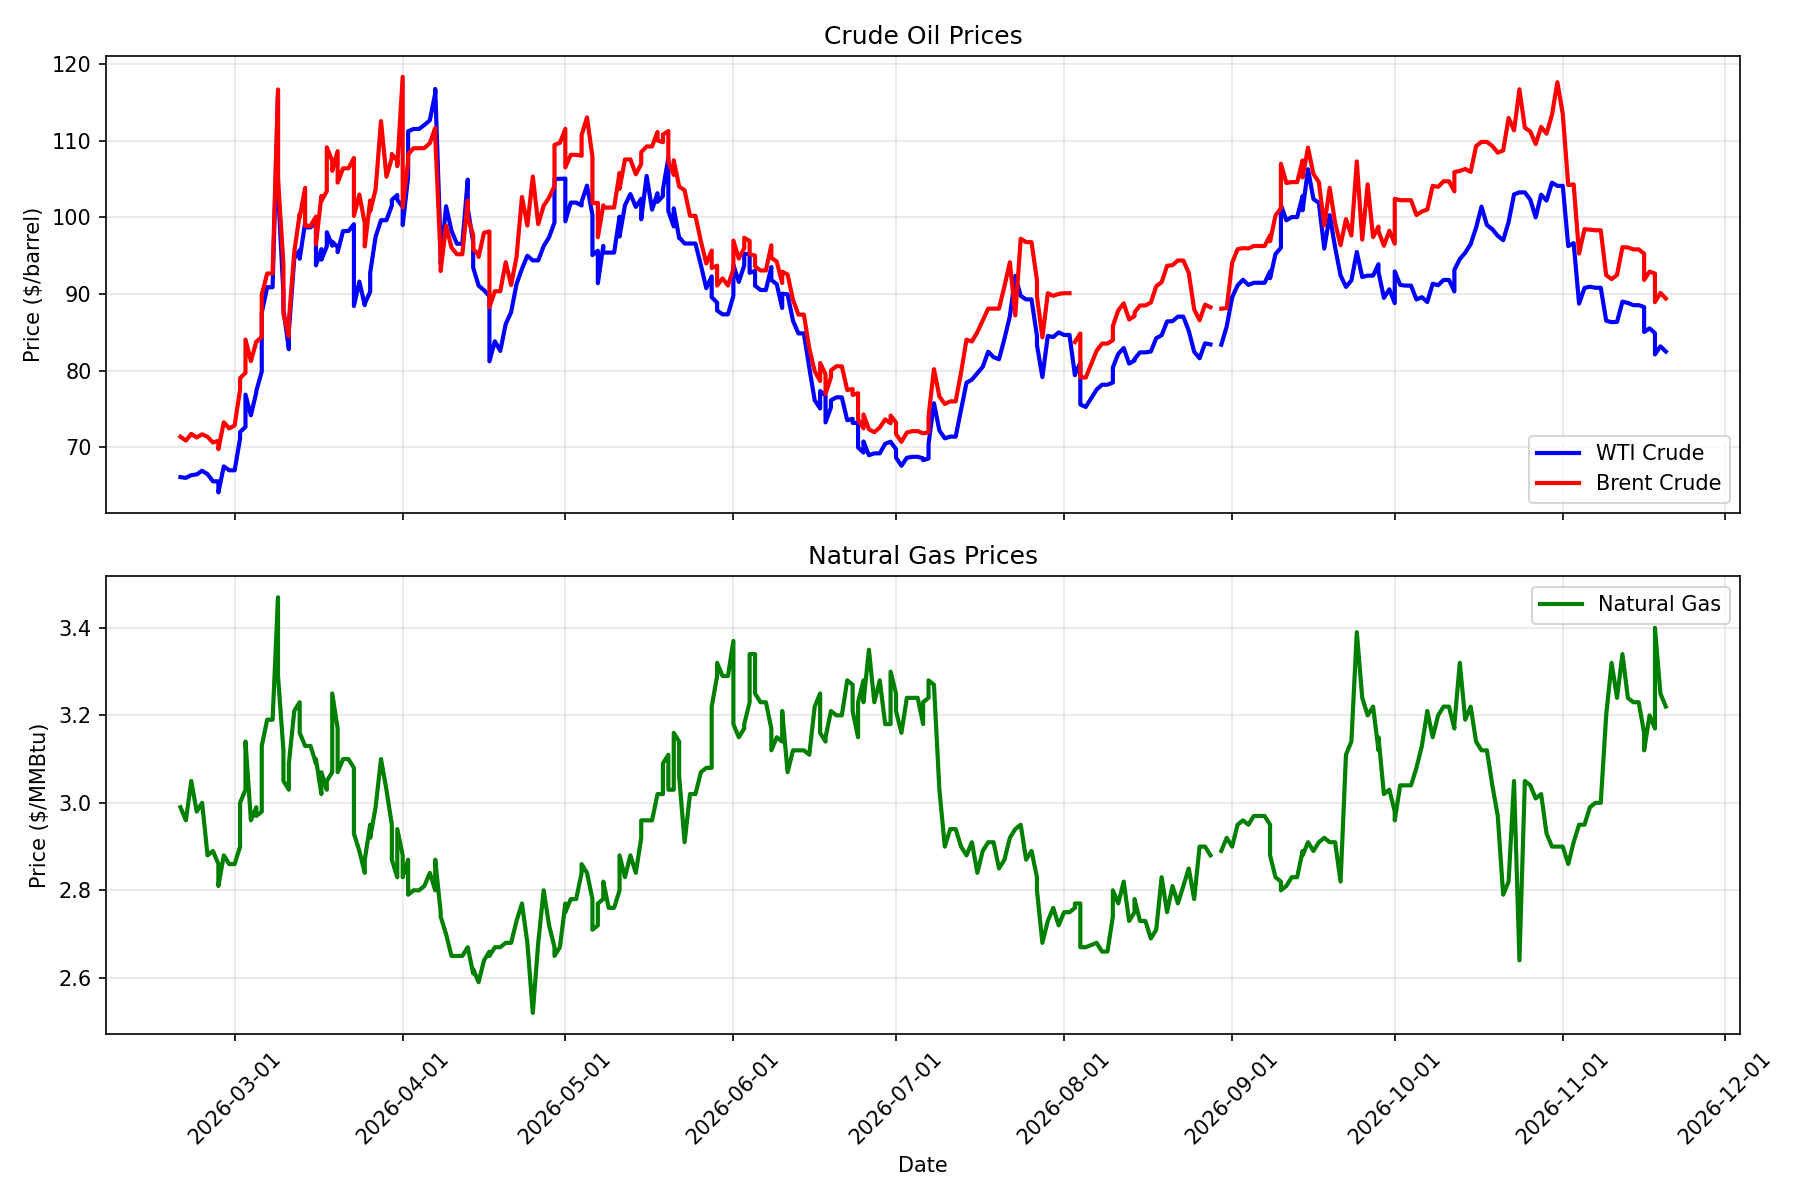 Crude Oil Prices
Price ($/barrel)
120
110
100
90
80
70
WTI Crude
Brent Crude
Natural Gas Prices
Price ($/MMBtu)
3.4
3.2
3.0
2.8
2.6
Natural Gas
2026-03-01
2026-04-01
2026-05-01
2026-06-01
2026-07-01
2026-08-01
2026-09-01
2026-10-01
2026-11-01
2026-12-01
Date